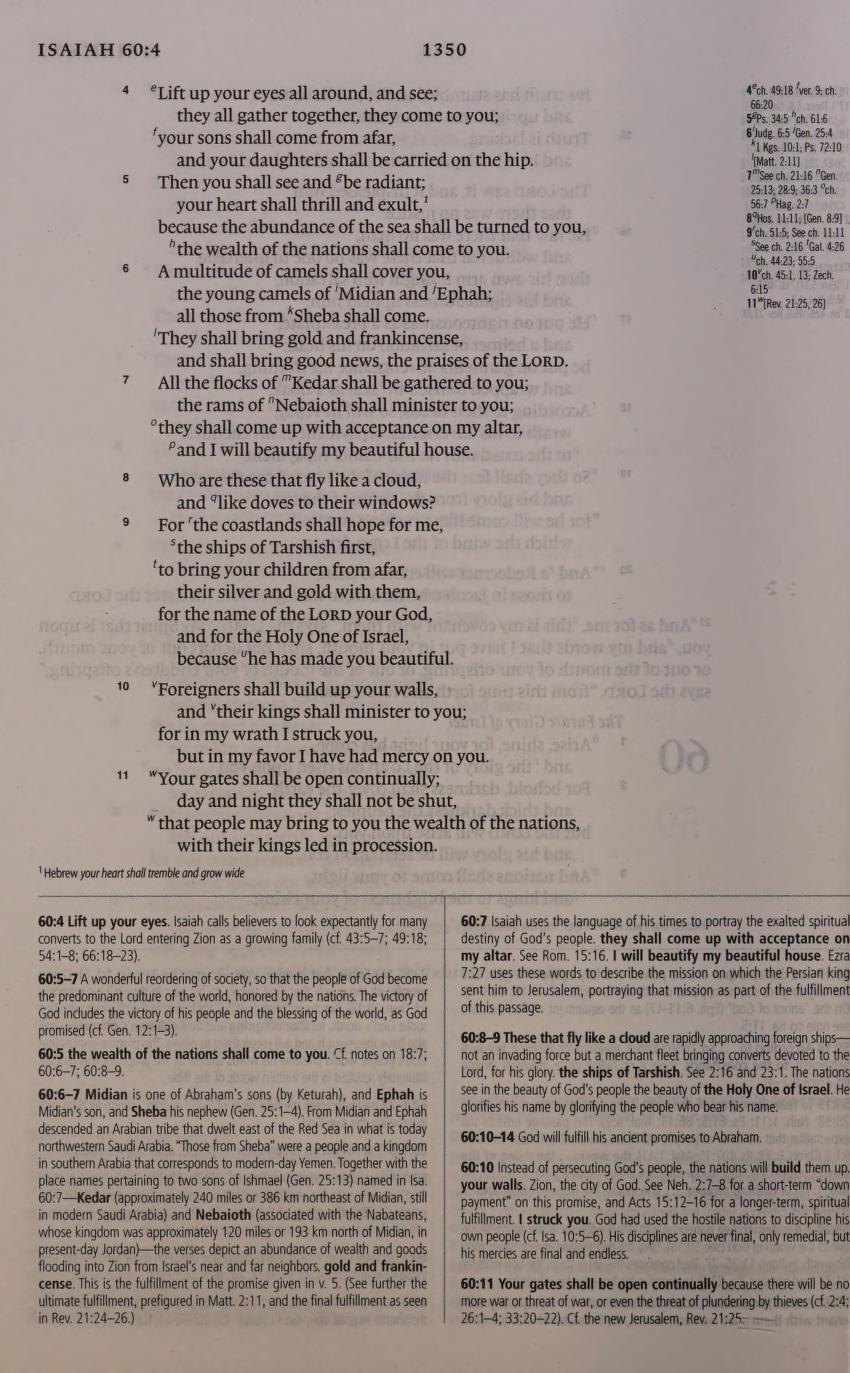 ISAIAH 60:4
1350
4 eLift up your eyes all around, and see;
they all gather together, they come to you;
fyour sons shall come from afar,
and your daughters shall be carried on the hip.
5 Then you shall see and gbe radiant;
your heart shall thrill and exult,1
because the abundance of the sea shall be turned to you,
hthe wealth of the nations shall come to you.
6 A multitude of camels shall cover you,
the young camels of iMidian and jEphah;
all those from kSheba shall come.
lThey shall bring gold and frankincense,
and shall bring good news, the praises of the LORD.
7 All the flocks of mKedar shall be gathered to you;
the rams of nNebaioth shall minister to you;
othey shall come up with acceptance on my altar,
pand I will beautify my beautiful house.
8 Who are these that fly like a cloud,
and qlike doves to their windows?
9 For rthe coastlands shall hope for me,
sthe ships of Tarshish first,
tto bring your children from afar,
their silver and gold with them,
for the name of the LORD your God,
and for the Holy One of Israel,
because uhe has made you beautiful.
10 vForeigners shall build up your walls,
and vtheir kings shall minister to you;
for in my wrath I struck you,
but in my favor I have had mercy on you.
11 wYour gates shall be open continually;
day and night they shall not be shut,
wthat people may bring to you the wealth of the nations,
with their kings led in procession.
1 Hebrew your heart shall tremble and grow wide
4 e ch. 49:18 f ver. 9; ch.
66:20
5 g Ps. 34:5 h ch. 61:6
6 i Judg. 6:5 j Gen. 25:4
k 1 Kgs. 10:1; Ps. 72:10
l [Matt. 2:11]
7 m See ch. 21:16 n Gen.
25:13; 28:9; 36:3 o ch.
56:7 p Hag. 2:7
8 q Hos. 11:11; [Gen. 8:9]
9 r ch. 51:5; See ch. 11:11
s See ch. 2:16 t Gal. 4:26
u ch. 44:23; 55:5
10 v ch. 45:1, 13; Zech.
6:15
11 w [Rev. 21:25, 26]
60:4 Lift up your eyes. Isaiah calls believers to look expectantly for many
converts to the Lord entering Zion as a growing family (cf. 43:5–7; 49:18;
54:1–8; 66:18–23).
60:5–7 A wonderful reordering of society, so that the people of God become
the predominant culture of the world, honored by the nations. The victory of
God includes the victory of his people and the blessing of the world, as God
promised (cf. Gen. 12:1–3).
60:5 the wealth of the nations shall come to you. Cf. notes on 18:7;
60:6–7; 60:8–9.
60:6–7 Midian is one of Abraham's sons (by Keturah), and Ephah is
Midian's son, and Sheba his nephew (Gen. 25:1–4). From Midian and Ephah
descended an Arabian tribe that dwelt east of the Red Sea in what is today
northwestern Saudi Arabia. "Those from Sheba" were a people and a kingdom
in southern Arabia that corresponds to modern-day Yemen. Together with the
place names pertaining to two sons of Ishmael (Gen. 25:13) named in Isa.
60:7—Kedar (approximately 240 miles or 386 km northeast of Midian, still
in modern Saudi Arabia) and Nebaioth (associated with the Nabateans,
whose kingdom was approximately 120 miles or 193 km north of Midian, in
present-day Jordan)—the verses depict an abundance of wealth and goods
flooding into Zion from Israel's near and far neighbors. gold and frankin-
cense. This is the fulfillment of the promise given in v. 5. (See further the
ultimate fulfillment, prefigured in Matt. 2:11, and the final fulfillment as seen
in Rev. 21:24–26.)
60:7 Isaiah uses the language of his times to portray the exalted spiritual
destiny of God's people. they shall come up with acceptance on
my altar. See Rom. 15:16. I will beautify my beautiful house. Ezra
7:27 uses these words to describe the mission on which the Persian king
sent him to Jerusalem, portraying that mission as part of the fulfillment
of this passage.
60:8–9 These that fly like a cloud are rapidly approaching foreign ships—
not an invading force but a merchant fleet bringing converts devoted to the
Lord, for his glory. the ships of Tarshish. See 2:16 and 23:1. The nations
see in the beauty of God's people the beauty of the Holy One of Israel. He
glorifies his name by glorifying the people who bear his name.
60:10–14 God will fulfill his ancient promises to Abraham.
60:10 Instead of persecuting God's people, the nations will build them up.
your walls. Zion, the city of God. See Neh. 2:7–8 for a short-term "down
payment" on this promise, and Acts 15:12–16 for a longer-term, spiritual
fulfillment. I struck you. God had used the hostile nations to discipline his
own people (cf. Isa. 10:5–6). His disciplines are never final, only remedial, but
his mercies are final and endless.
60:11 Your gates shall be open continually because there will be no
more war or threat of war, or even the threat of plundering by thieves (cf. 2:4;
26:1–4; 33:20–22). Cf. the new Jerusalem, Rev. 21:25.